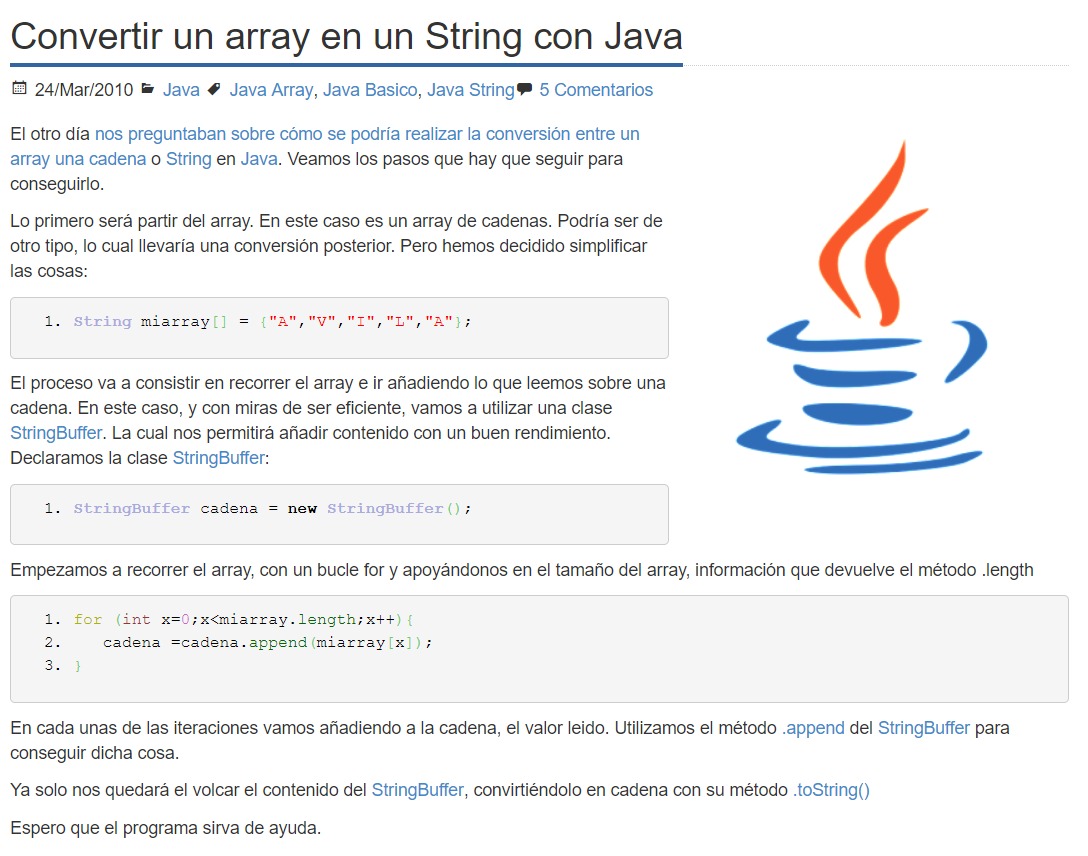 Convertir un array en un String con Java
24/Mar/2010 Java Java Array, Java Basico, Java String 5 Comentarios
El otro día nos preguntaban sobre cómo se podría realizar la conversión entre un
array una cadena o String en Java. Veamos los pasos que hay que seguir para
conseguirlo.
Lo primero será partir del array. En este caso es un array de cadenas. Podría ser de
otro tipo, lo cual llevaría una conversión posterior. Pero hemos decidido simplificar
las cosas:
1. String miarray[] = {"A","V","I","L","A"};
El proceso va a consistir en recorrer el array e ir añadiendo lo que leemos sobre una
cadena. En este caso, y con miras de ser eficiente, vamos a utilizar una clase
StringBuffer. La cual nos permitirá añadir contenido con un buen rendimiento.
Declaramos la clase StringBuffer:
1. StringBuffer cadena = new StringBuffer();
Empezamos a recorrer el array, con un bucle for y apoyándonos en el tamaño del array, información que devuelve el método .length
1. for (int x=0;x<miarray.length;x++){
2. cadena =cadena.append(miarray[x]);
3. }
En cada unas de las iteraciones vamos añadiendo a la cadena, el valor leido. Utilizamos el método .append del StringBuffer para
conseguir dicha cosa.
Ya solo nos quedará el volcar el contenido del StringBuffer, convirtiéndolo en cadena con su método .toString()
Espero que el programa sirva de ayuda.